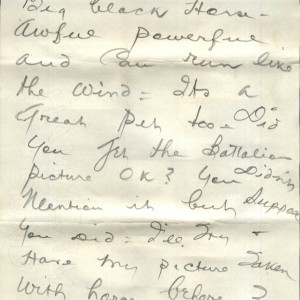 Big black Horse-
Awful powerful
and can run like
the wind = Its a
Great pet too - Did
You get the Battalion
picture OK? You Didn't
Mention it but Suppose
You did = I'll try &
Have my picture Taken
With horse before I